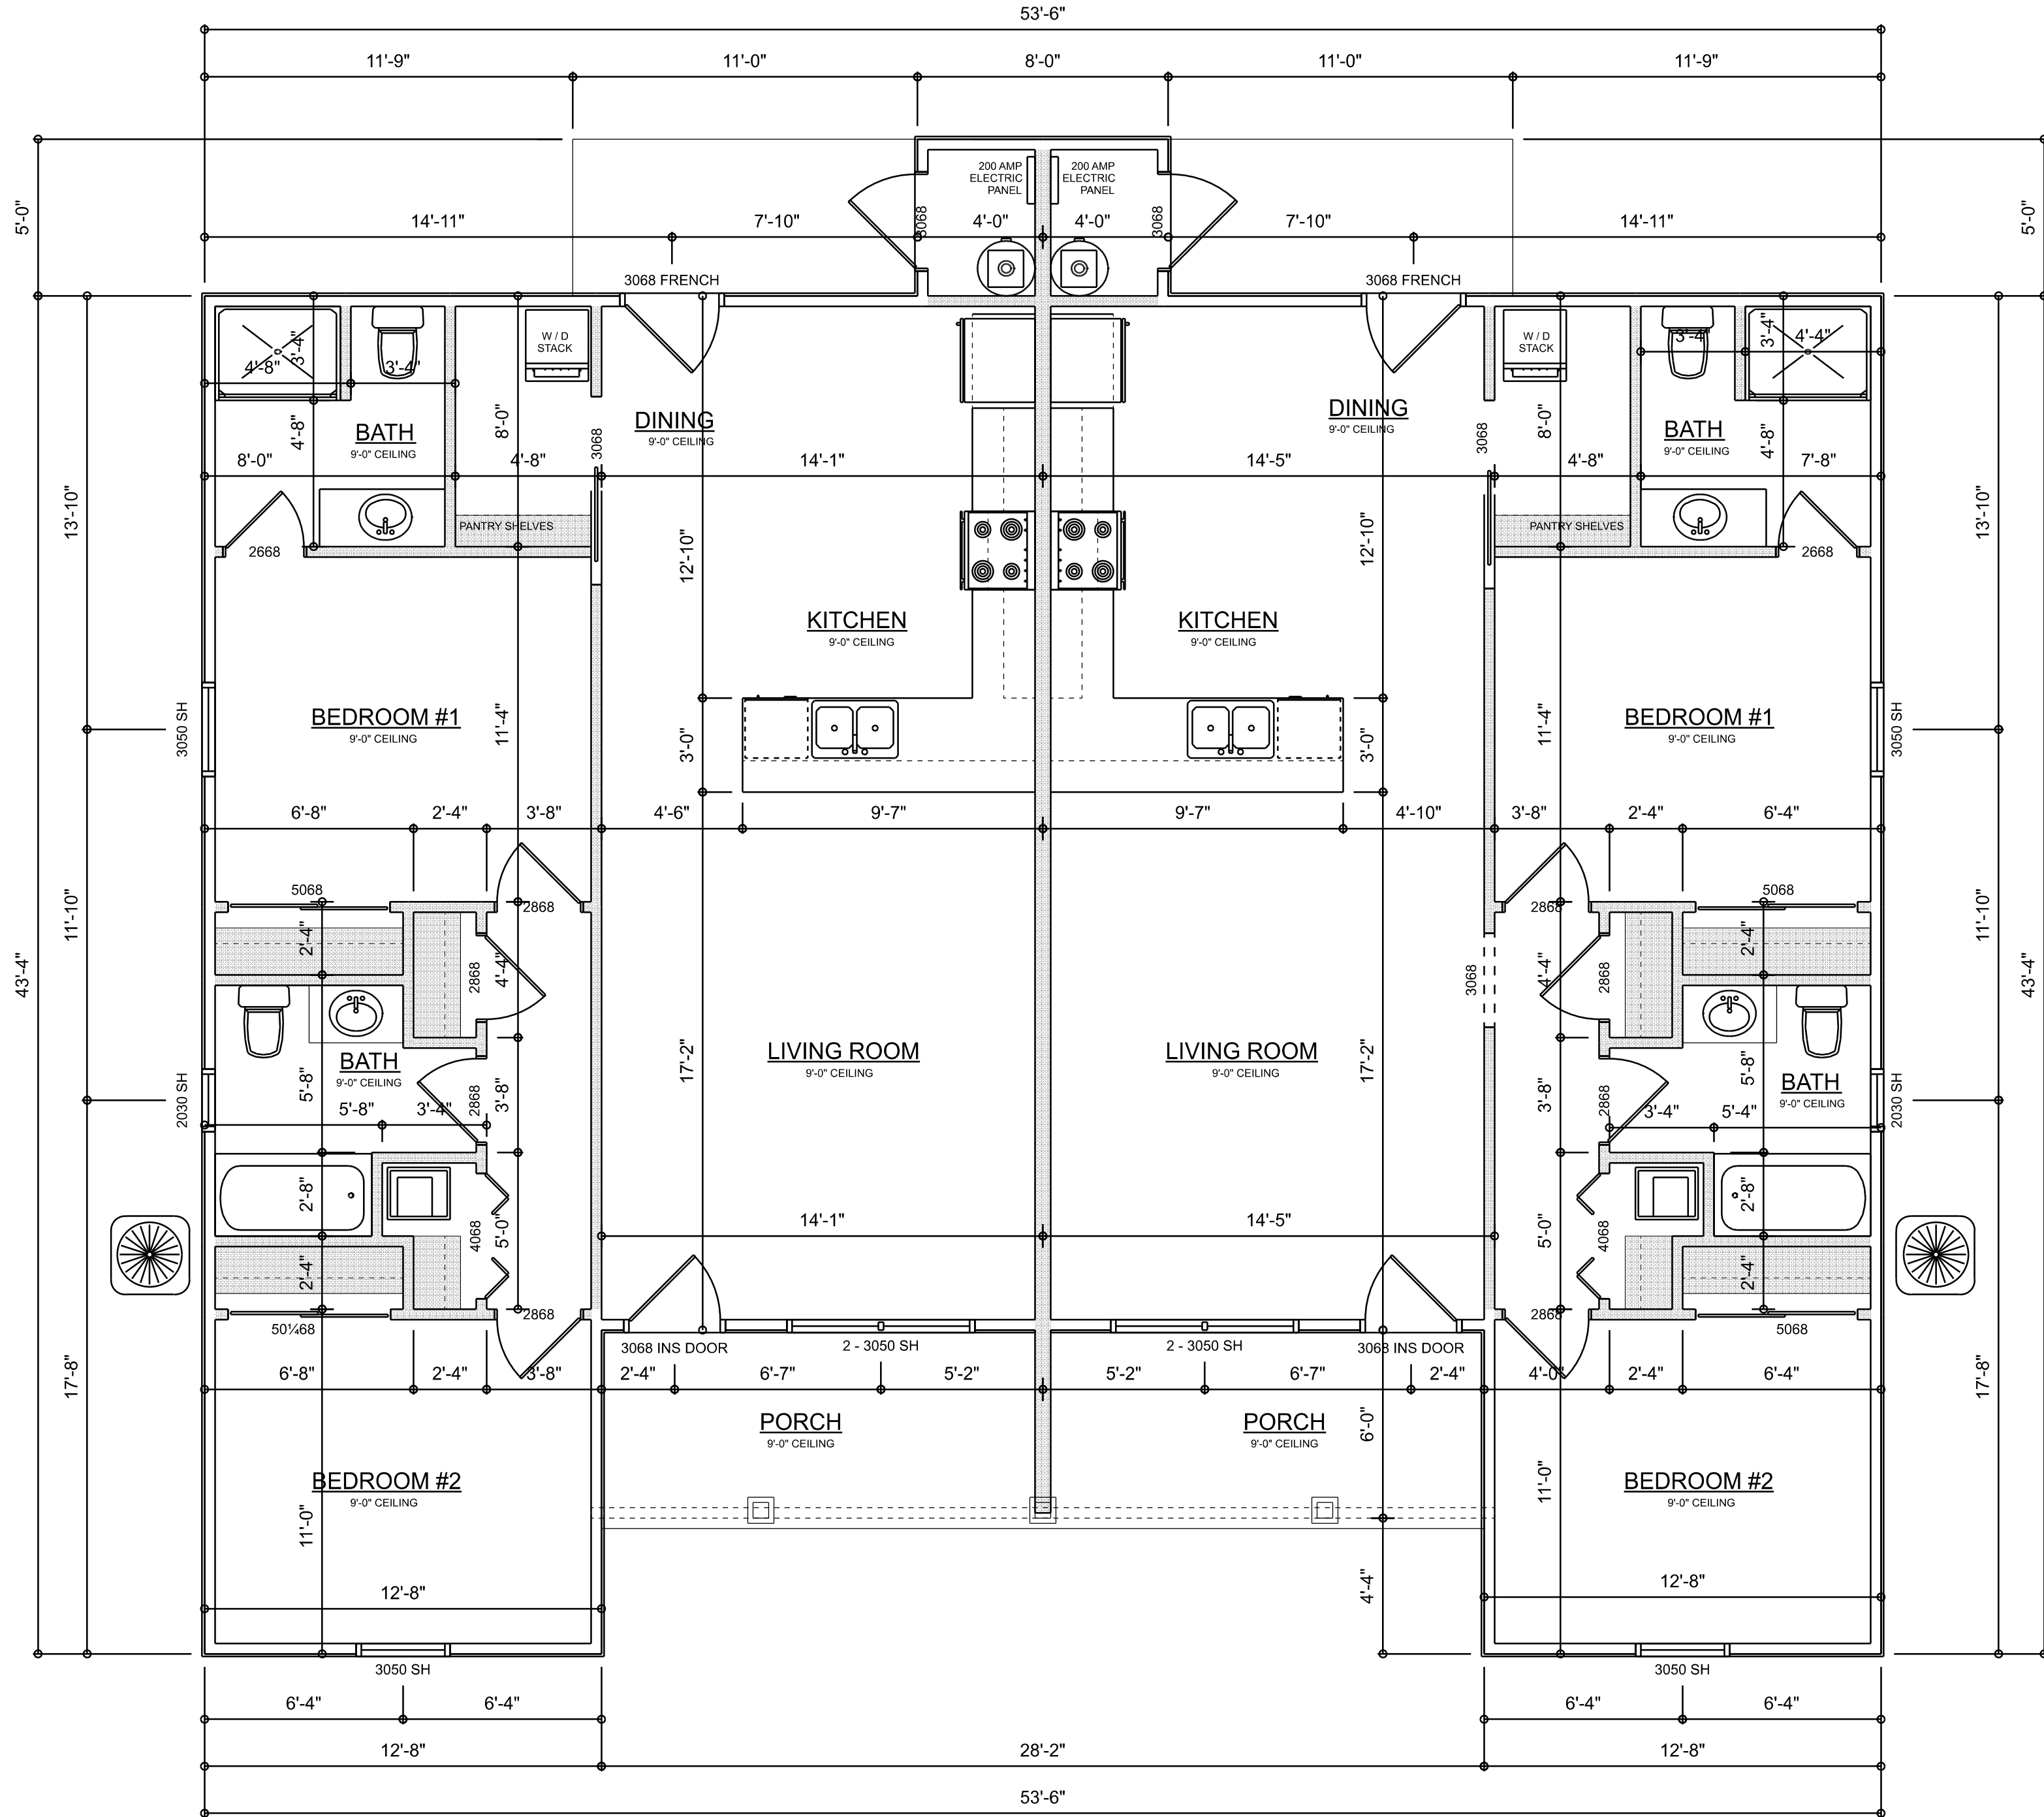 53'-6"
11'-9" 11'-0" 8'-0" 11'-0" 11'-9"
5'-0" 5'-0"
200 AMP ELECTRIC PANEL 200 AMP ELECTRIC PANEL
3068 3068
14'-11" 7'-10" 4'-0" 4'-0" 7'-10" 14'-11"
3068 FRENCH 3068 FRENCH
W / D STACK W / D STACK
3'-4" 3'-4" 4'-4"
4'-8" 3'-4" 3'-4"
DINING DINING
9'-0" CEILING 9'-0" CEILING
BATH BATH
9'-0" CEILING 9'-0" CEILING
4'-8" 8'-0" 3068 3068 8'-0" 4'-8"
8'-0" 4'-8" 14'-1" 14'-5" 4'-8" 7'-8"
13'-10" 13'-10"
PANTRY SHELVES PANTRY SHELVES
2668 12'-10" 12'-10" 2668
KITCHEN KITCHEN
9'-0" CEILING 9'-0" CEILING
BEDROOM #1 BEDROOM #1
9'-0" CEILING 9'-0" CEILING
3050 SH 11'-4" 3'-0" 3'-0" 11'-4" 3050 SH
6'-8" 2'-4" 3'-8" 4'-6" 9'-7" 9'-7" 4'-10" 3'-8" 2'-4" 6'-4"
5068 2868 2868 5068
11'-10" 11'-10"
2'-4" 2'-4"
43'-4" 2868 4'-4" 3068 4'-4" 2868 43'-4"
LIVING ROOM LIVING ROOM
9'-0" CEILING 9'-0" CEILING
BATH BATH
9'-0" CEILING 9'-0" CEILING
17'-2" 17'-2"
2030 SH 5'-8" 2868 3'-8" 3'-8" 2868 5'-8" 2030 SH
5'-8" 3'-4" 3'-4" 5'-4"
2'-8" 2'-8"
4068 5'-0" 5'-0" 4068
14'-1" 14'-5"
2'-4" 2'-4"
50¼68 2868 2868 5068
3068 INS DOOR 2 - 3050 SH 2 - 3050 SH 3068 INS DOOR
17'-8" 17'-8"
6'-8" 2'-4" 3'-8" 2'-4" 6'-7" 5'-2" 5'-2" 6'-7" 2'-4" 4'-0" 2'-4" 6'-4"
PORCH PORCH
9'-0" CEILING 9'-0" CEILING
6'-0"
BEDROOM #2 BEDROOM #2
9'-0" CEILING 9'-0" CEILING
11'-0" 11'-0"
4'-4"
12'-8" 12'-8"
3050 SH 3050 SH
6'-4" 6'-4" 6'-4" 6'-4"
12'-8" 28'-2" 12'-8"
53'-6"